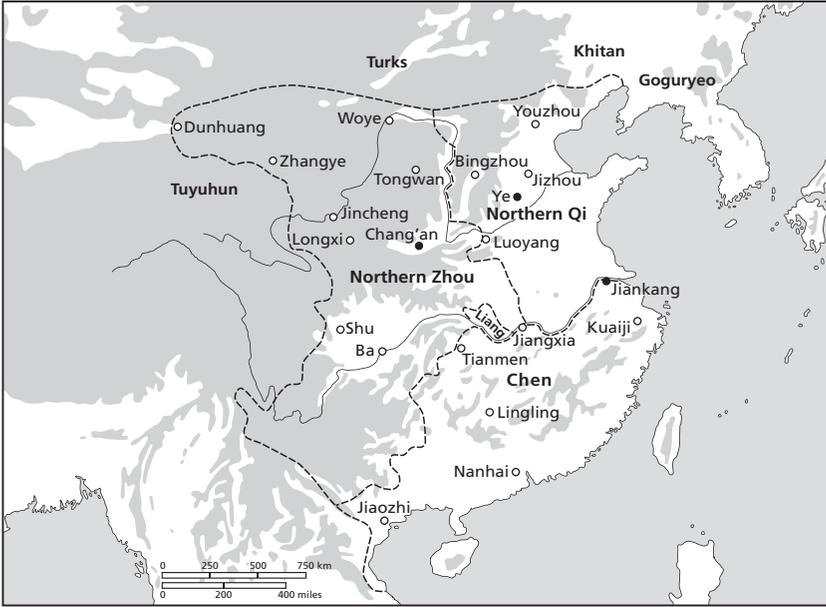 Khitan
Turks
Goguryeo
Youzhou
Woye
Dunhuang
Bingzhou
Zhangye
Tongwan
Jizhou
Tuyuhun
Ye
Jincheng
Northern Qi
Chang'an
Longxi
Luoyang
Northern Zhou
Jiankang
Liang
Shu
Kuaiji
Jiangxia
Ba
Tianmen
Chen
Lingling
Nanhai
Jiaozhi
0 250 500 750 km
0 200 400 miles